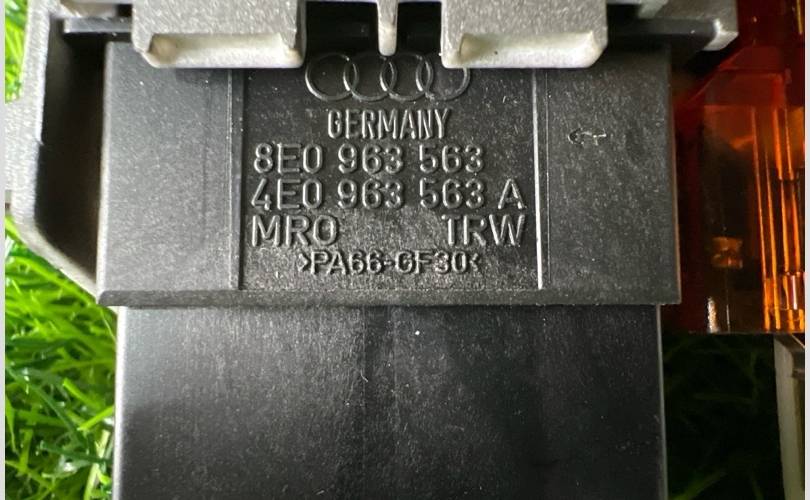 GERMANY
8E0 963 563
4E0 963 563 A
MRO TRW
>PA66-GF30<